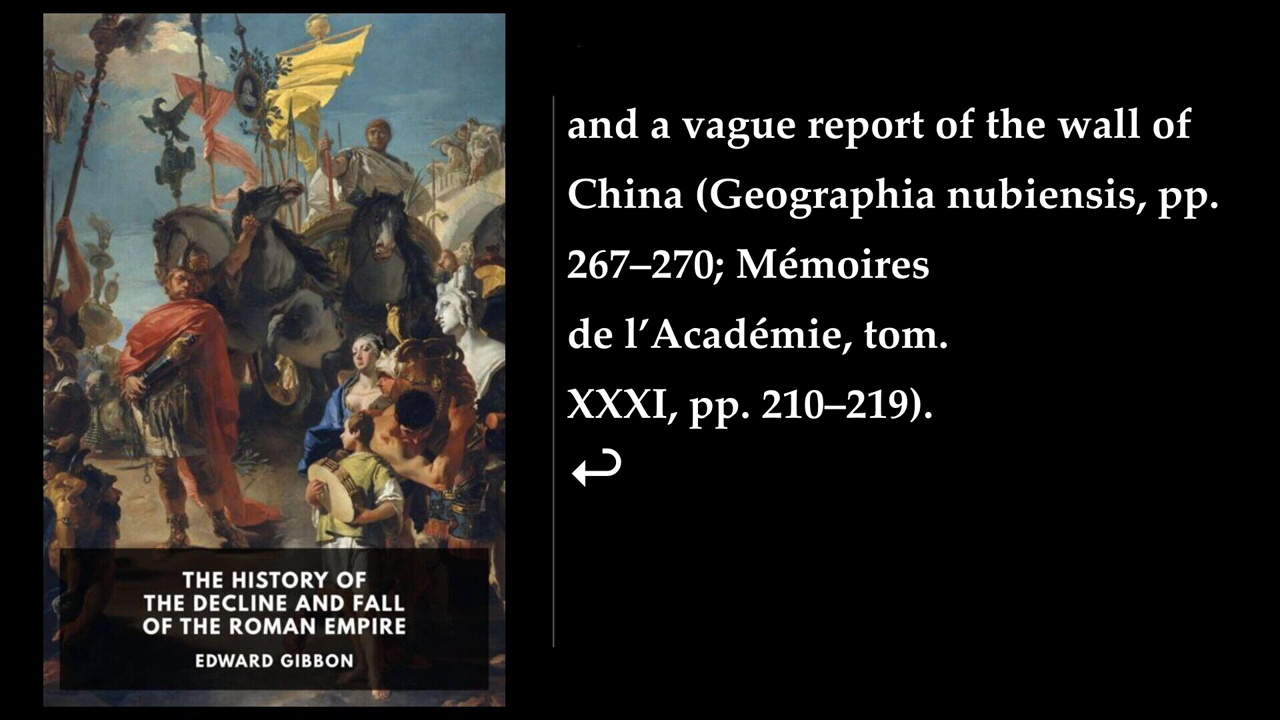 and a vague report of the wall of
China (Geographia nubiensis, pp.
267–270; Mémoires
de l’Académie, tom.
XXXI, pp. 210–219).
↩
THE HISTORY OF
THE DECLINE AND FALL
OF THE ROMAN EMPIRE
EDWARD GIBBON